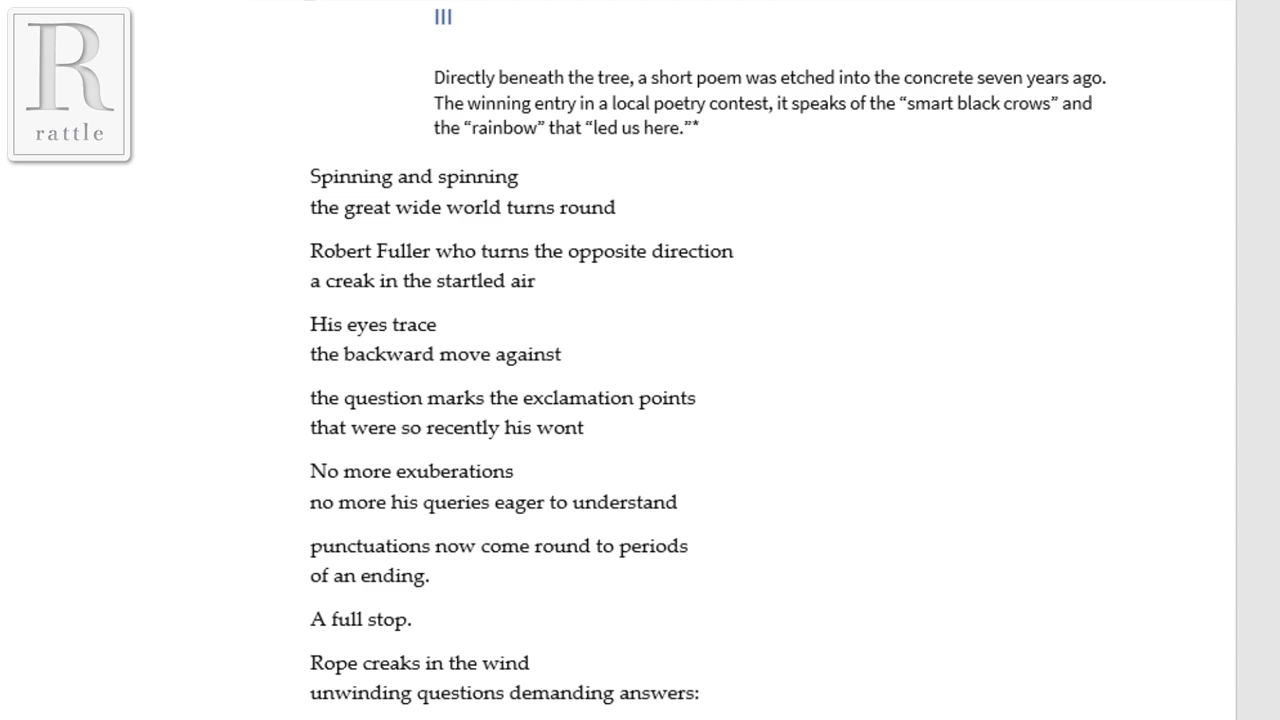 R
rattle
III
Directly beneath the tree, a short poem was etched into the concrete seven years ago.
The winning entry in a local poetry contest, it speaks of the “smart black crows” and
the “rainbow” that “led us here.”*
Spinning and spinning
the great wide world turns round
Robert Fuller who turns the opposite direction
a creak in the startled air
His eyes trace
the backward move against
the question marks the exclamation points
that were so recently his wont
No more exuberations
no more his queries eager to understand
punctuations now come round to periods
of an ending.
A full stop.
Rope creaks in the wind
unwinding questions demanding answers: